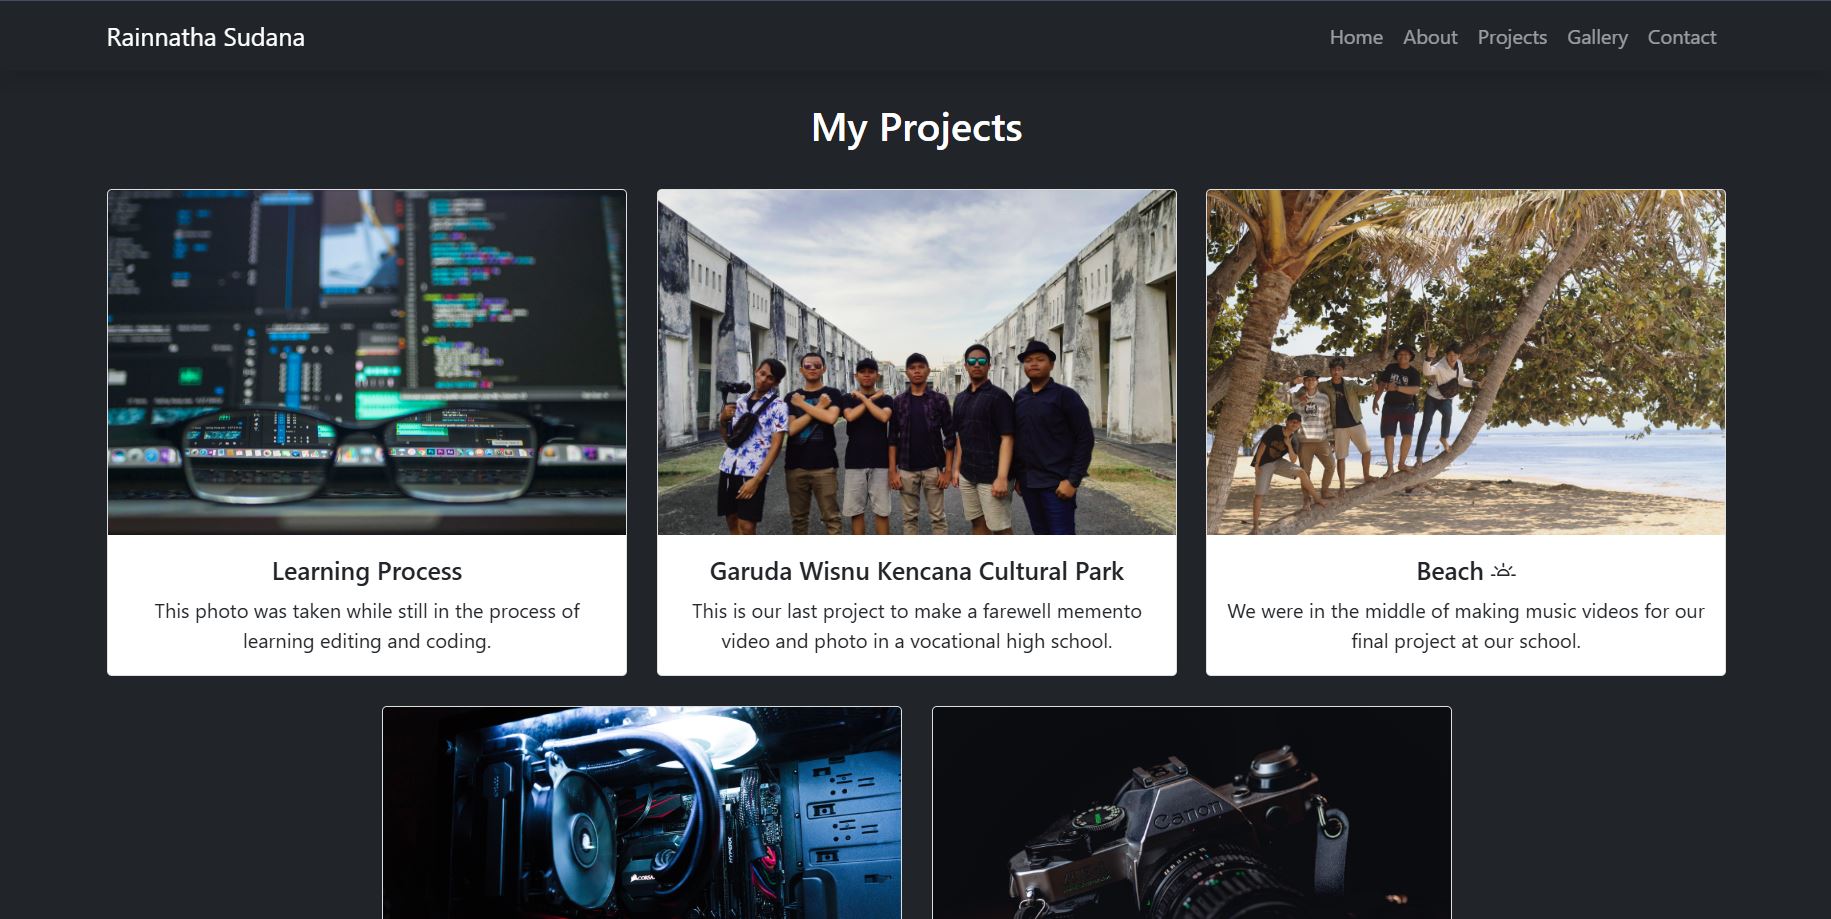 Rainnatha Sudana
Home About Projects Gallery Contact
My Projects
Learning Process
This photo was taken while still in the process of
learning editing and coding.
Garuda Wisnu Kencana Cultural Park
This is our last project to make a farewell memento
video and photo in a vocational high school.
Beach
We were in the middle of making music videos for our
final project at our school.
HYPERX
CORSAIR
Canon